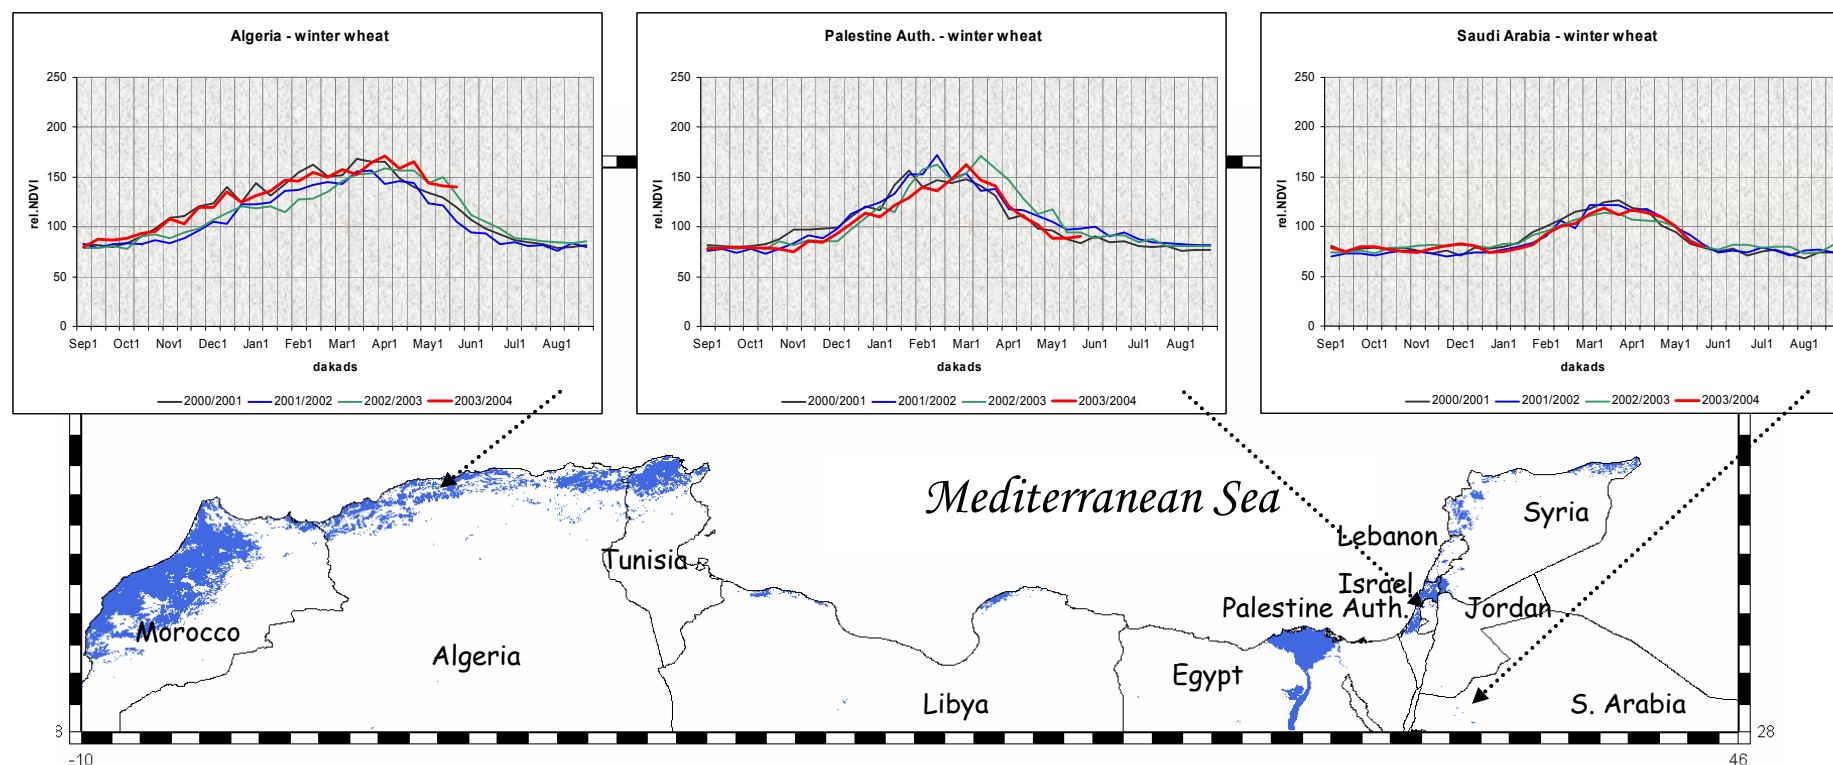 Algeria - winter wheat
250
200
150
100
50
0
rel.NDVI
Sep1 Oct1 Nov1 Dec1 Jan1 Feb1 Mar1 Apr1 May1 Jun1 Jul1 Aug1
dakads
2000/2001 2001/2002 2002/2003 2003/2004
Palestine Auth. - winter wheat
250
200
150
100
50
0
rel.NDVI
Sep1 Oct1 Nov1 Dec1 Jan1 Feb1 Mar1 Apr1 May1 Jun1 Jul1 Aug1
dakads
2000/2001 2001/2002 2002/2003 2003/2004
Saudi Arabia - winter wheat
250
200
150
100
50
0
rel.NDVI
Sep1 Oct1 Nov1 Dec1 Jan1 Feb1 Mar1 Apr1 May1 Jun1 Jul1 Aug1
dakads
2000/2001 2001/2002 2002/2003 2003/2004
Mediterranean Sea
Syria
Lebanon
Tunisia
Israel
Palestine Auth.
Jordan
Morocco
Algeria
Egypt
Libya
S. Arabia
8
28
-10
46